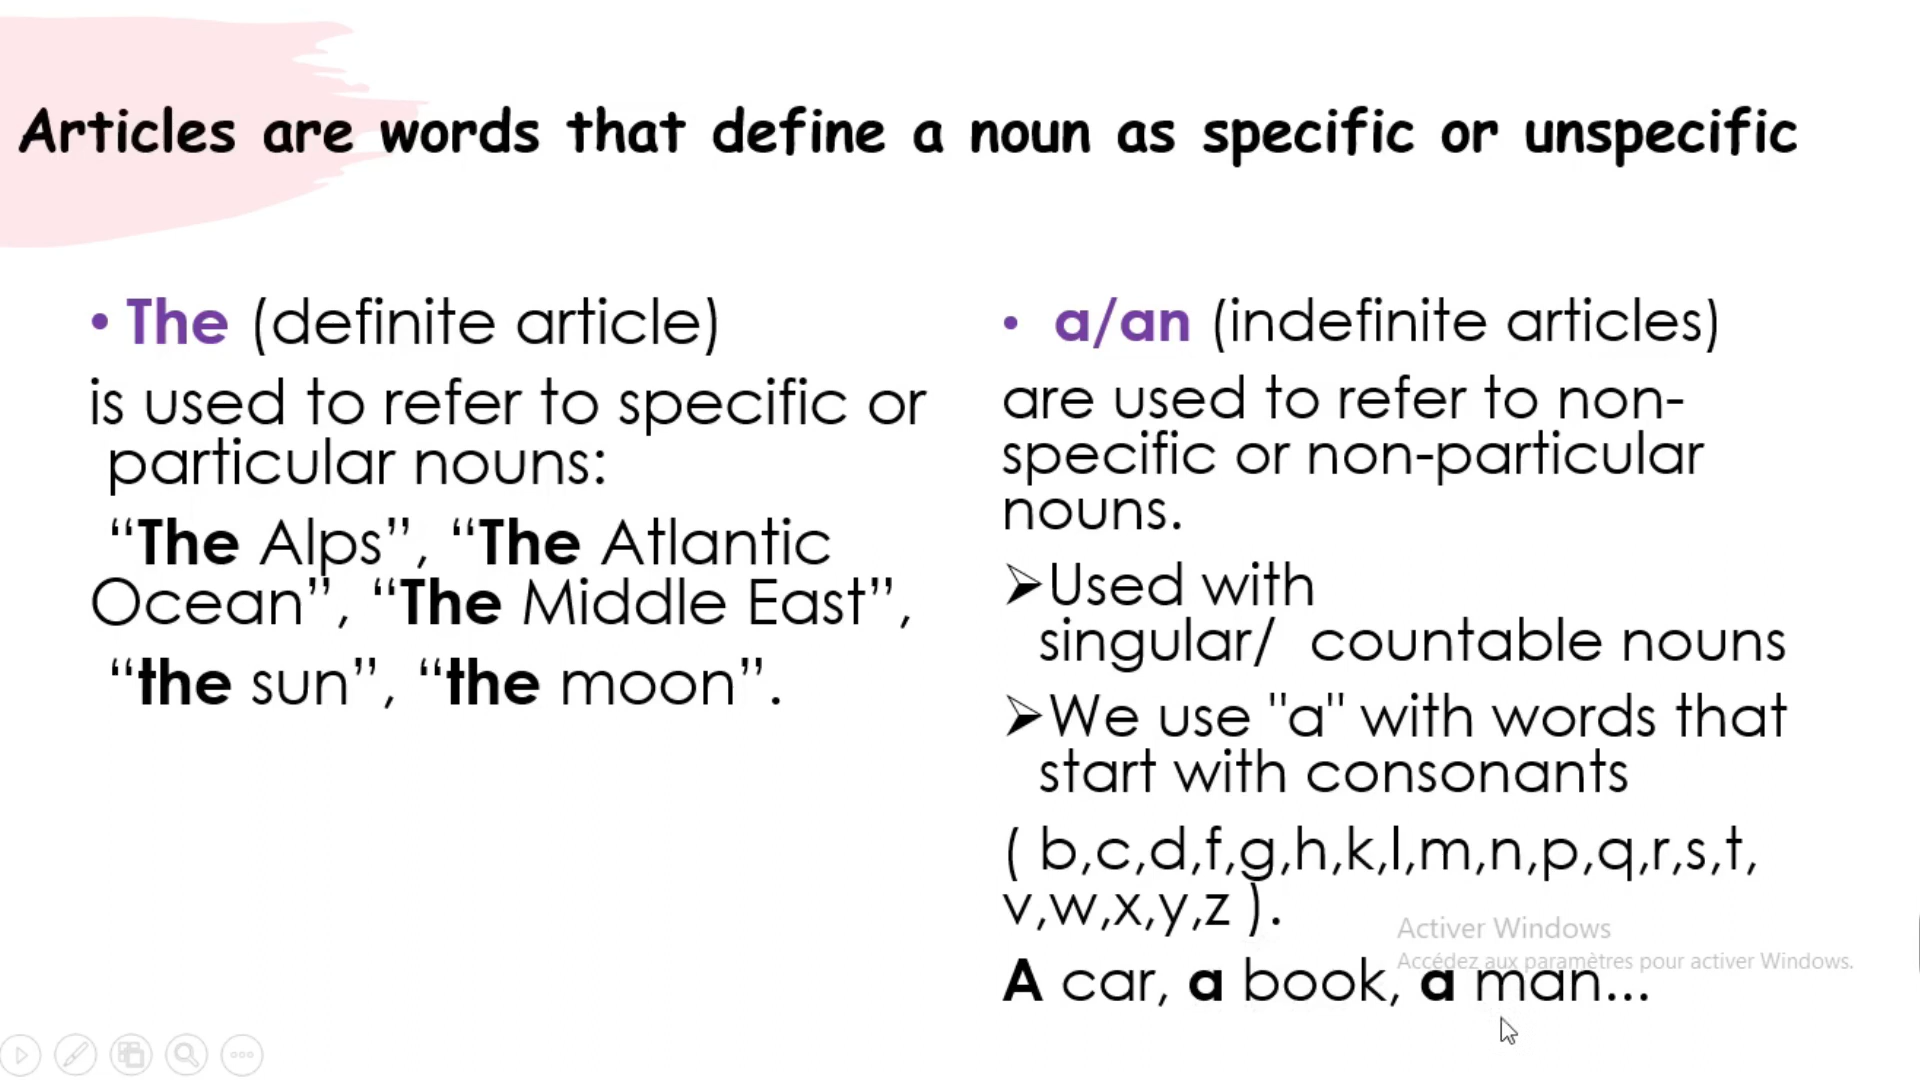 Articles are words that define a noun as specific or unspecific
• The (definite article)
is used to refer to specific or
particular nouns:
“The Alps”, “The Atlantic
Ocean”, “The Middle East”,
“the sun”, “the moon”.
• a/an (indefinite articles)
are used to refer to non-
specific or non-particular
nouns.
➢Used with
singular/ countable nouns
➢We use "a" with words that
start with consonants
( b,c,d,f,g,h,k,l,m,n,p,q,r,s,t,
v,w,x,y,z ).
A car, a book, a man...
Activer Windows
Accédez aux paramètres pour activer Windows.